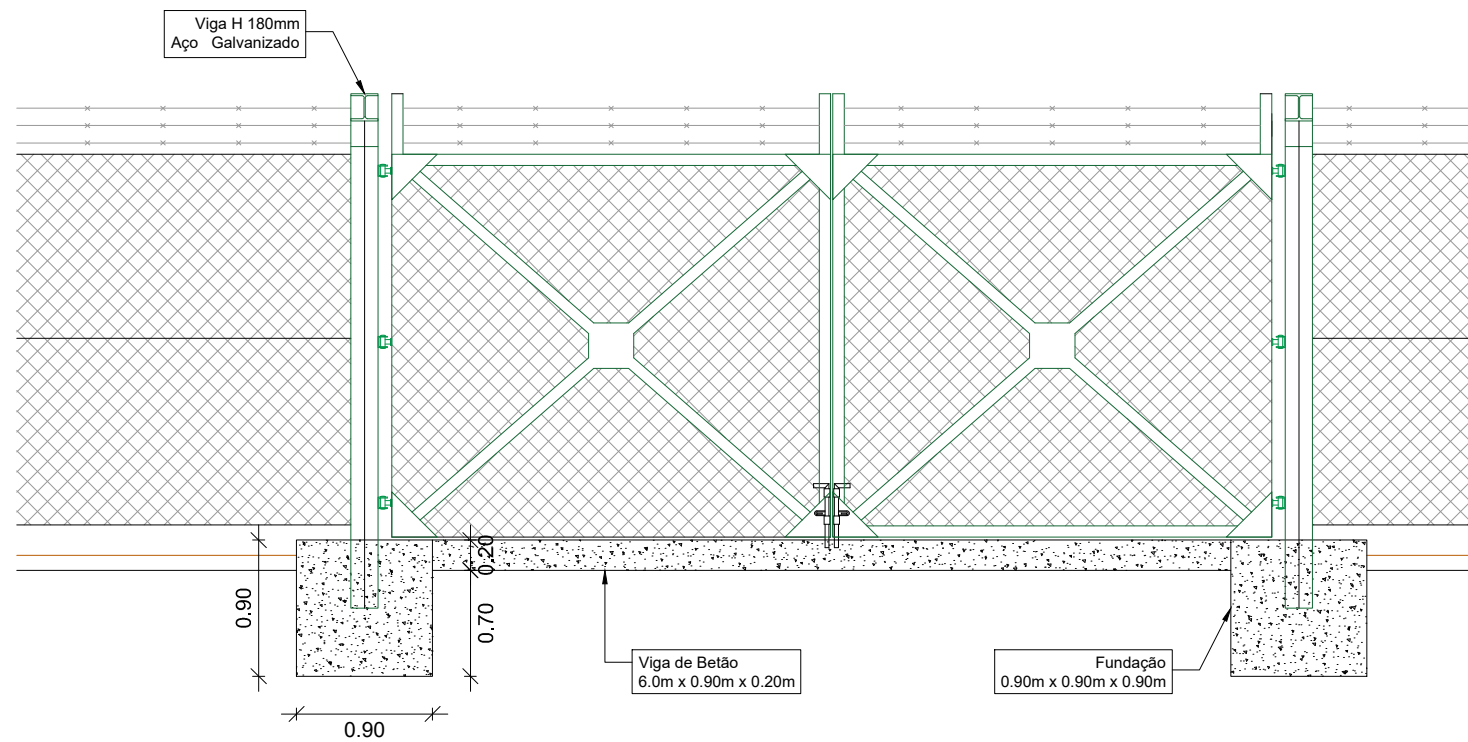 Viga H 180mm
Aço Galvanizado
0.20
0.90
0.70
Viga de Betão
6.0m x 0.90m x 0.20m
Fundação
0.90m x 0.90m x 0.90m
0.90